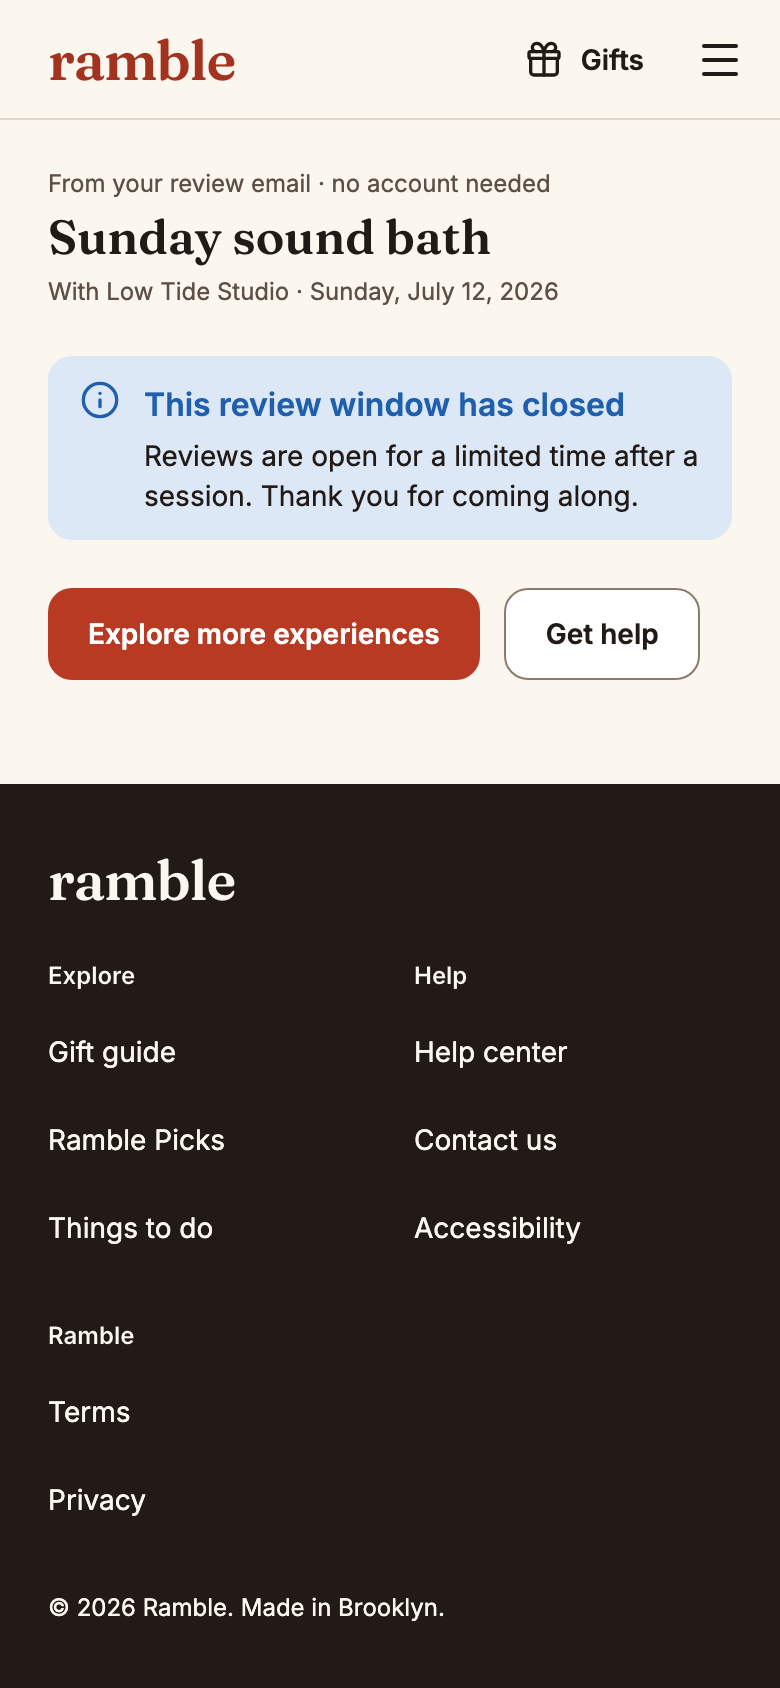 ramble
Gifts
From your review email · no account needed
Sunday sound bath
With Low Tide Studio · Sunday, July 12, 2026
This review window has closed
Reviews are open for a limited time after a
session. Thank you for coming along.
Explore more experiences
Get help
ramble
Explore
Gift guide
Ramble Picks
Things to do
Help
Help center
Contact us
Accessibility
Ramble
Terms
Privacy
© 2026 Ramble. Made in Brooklyn.